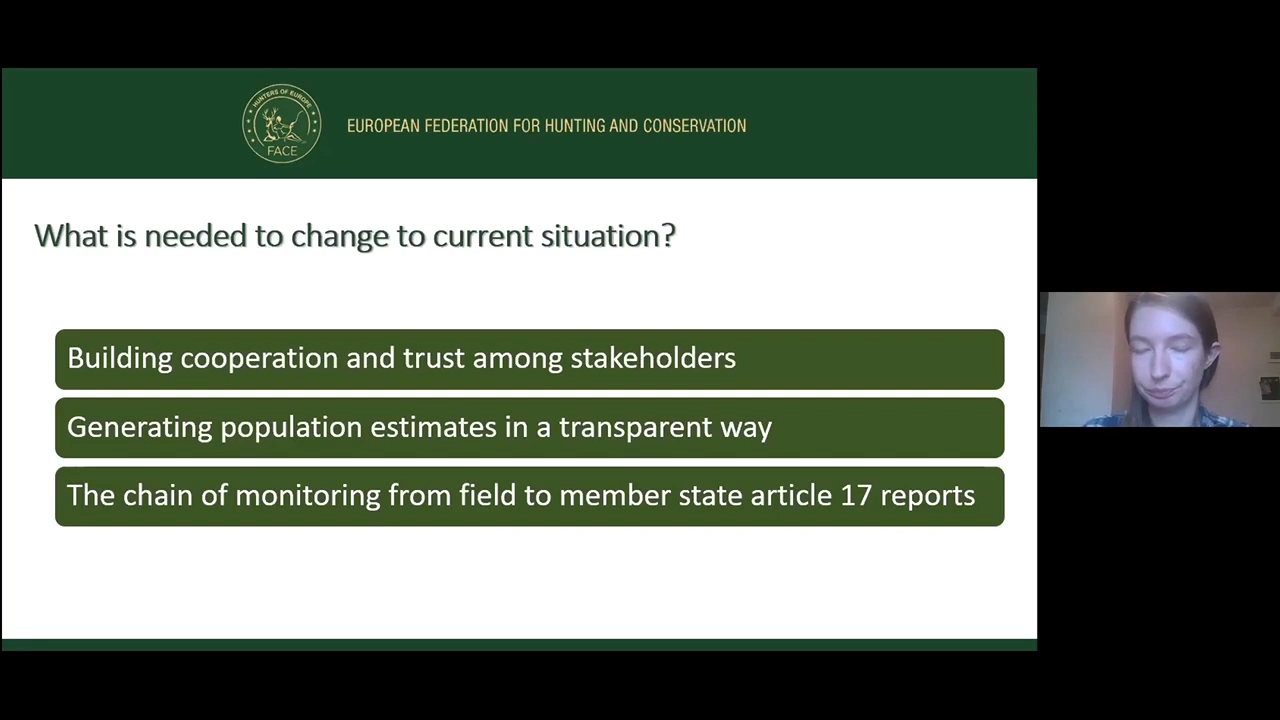 HUNTERS OF EUROPE
FACE
EUROPEAN FEDERATION FOR HUNTING AND CONSERVATION
What is needed to change to current situation?
Building cooperation and trust among stakeholders
Generating population estimates in a transparent way
The chain of monitoring from field to member state article 17 reports